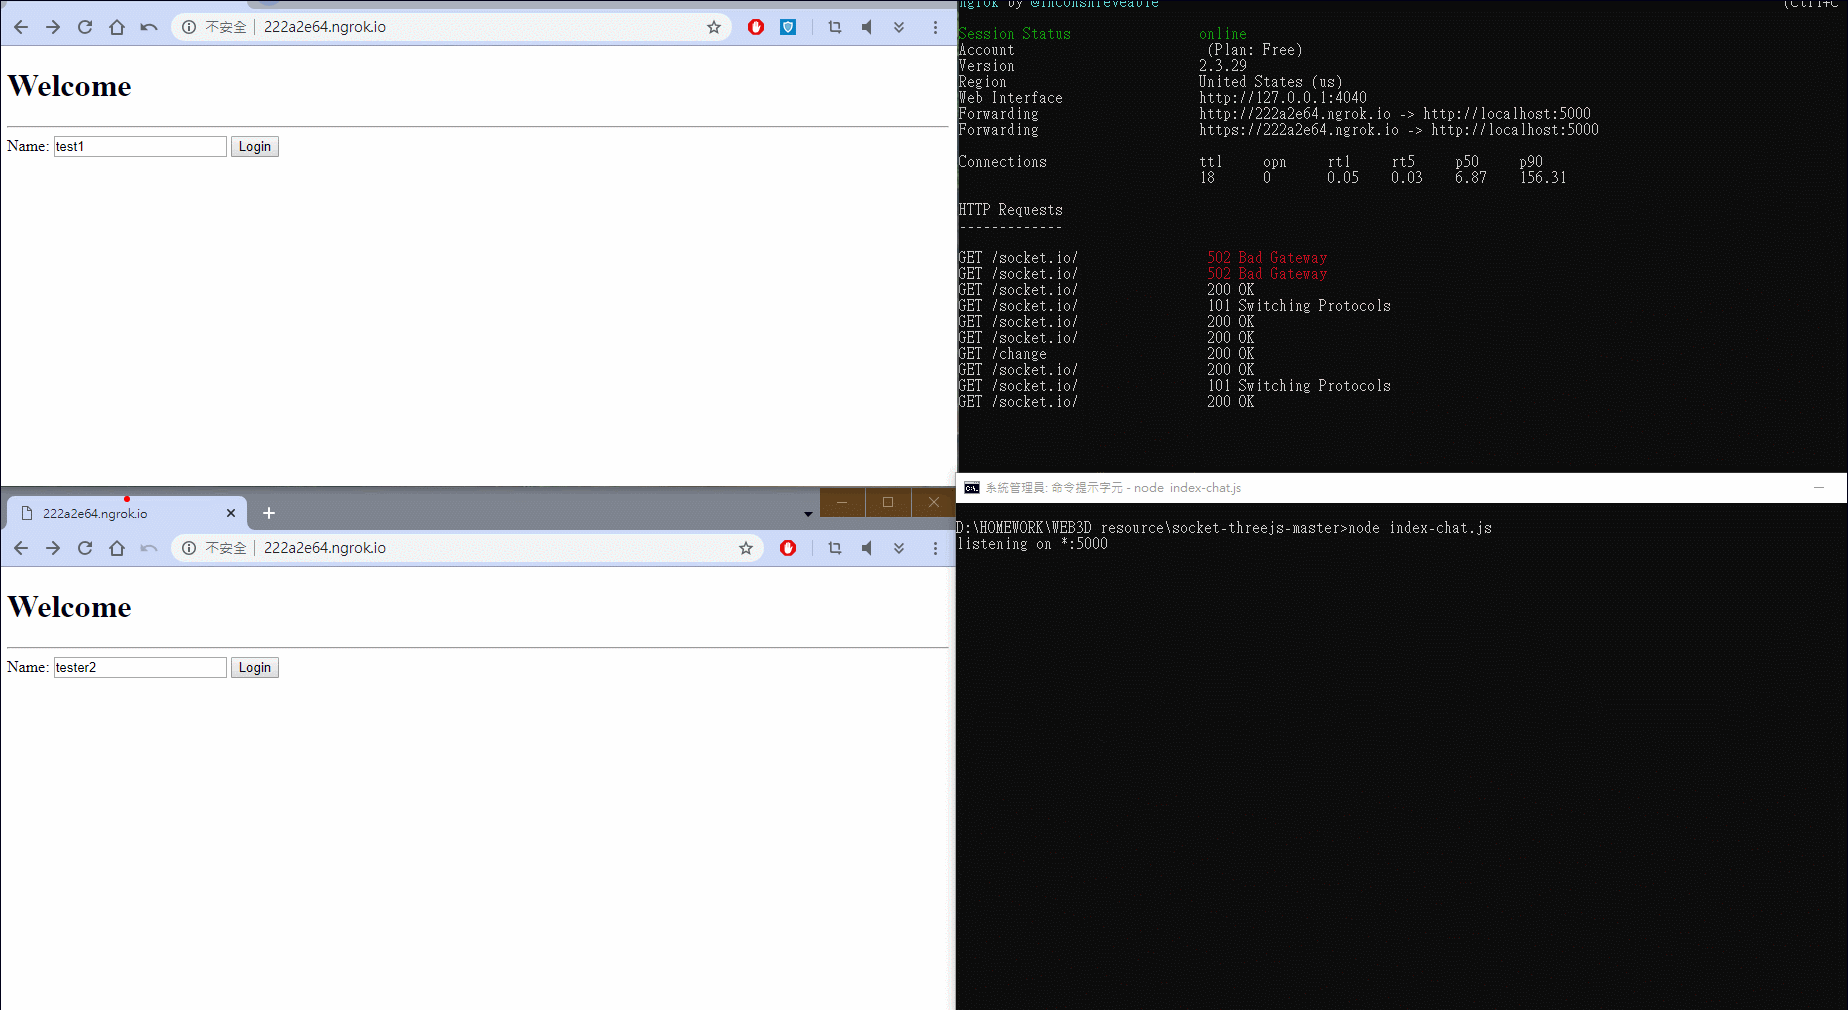 不安全 222a2e64.ngrok.io
Welcome
Name: test1 Login
222a2e64.ngrok.io
不安全 222a2e64.ngrok.io
Welcome
Name: tester2 Login
ngrok by @inconshreveable (Ctrl+C
Session Status online
Account (Plan: Free)
Version 2.3.29
Region United States (us)
Web Interface http://127.0.0.1:4040
Forwarding http://222a2e64.ngrok.io -> http://localhost:5000
Forwarding https://222a2e64.ngrok.io -> http://localhost:5000
Connections ttl opn rt1 rt5 p50 p90
18 0 0.05 0.03 6.87 156.31
HTTP Requests
-------------
GET /socket.io/ 502 Bad Gateway
GET /socket.io/ 502 Bad Gateway
GET /socket.io/ 200 OK
GET /socket.io/ 101 Switching Protocols
GET /socket.io/ 200 OK
GET /socket.io/ 200 OK
GET /change 200 OK
GET /socket.io/ 200 OK
GET /socket.io/ 101 Switching Protocols
GET /socket.io/ 200 OK
系統管理員: 命令提示字元 - node index-chat.js
D:\HOMEWORK\WEB3D_resource\socket-threejs-master>node index-chat.js
listening on *:5000